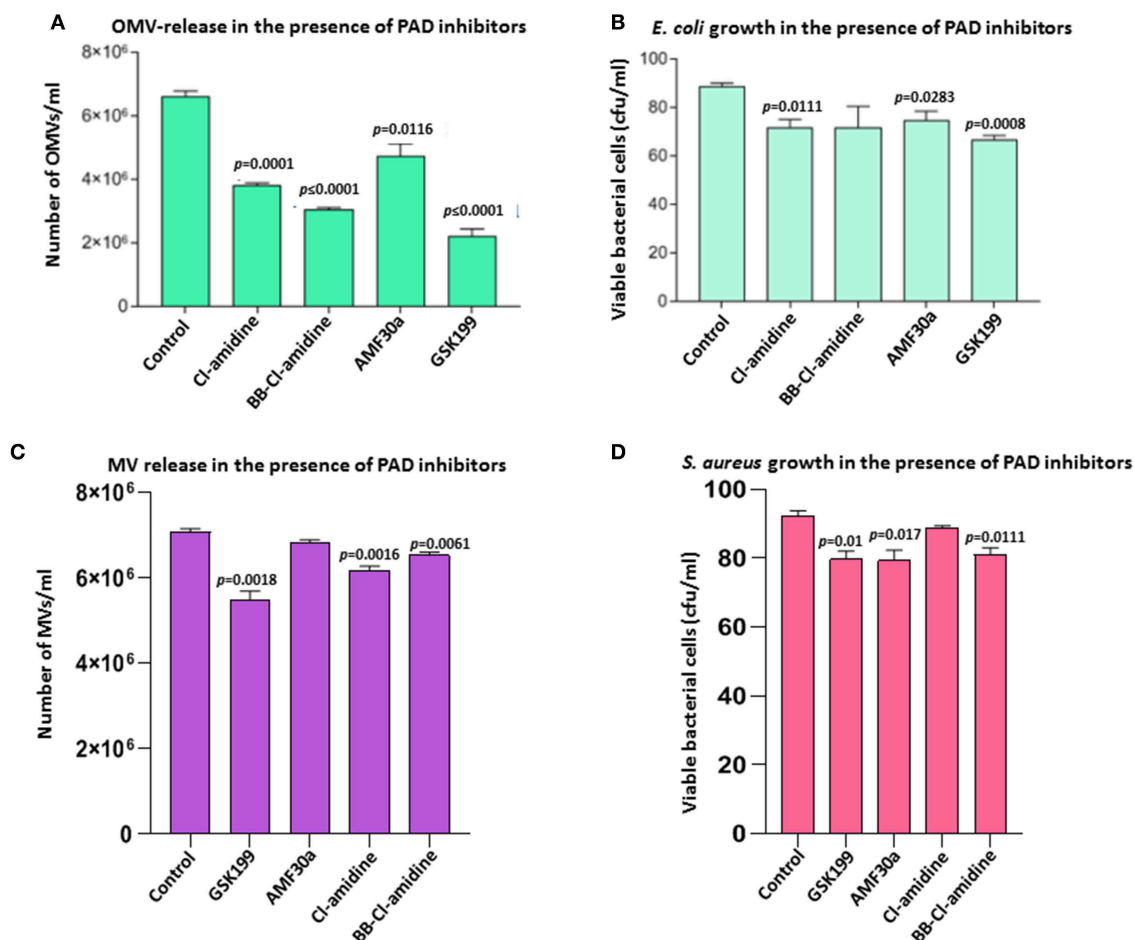 A
OMV-release in the presence of PAD inhibitors
Number of OMVs/ml
8×10⁶
6×10⁶
4×10⁶
2×10⁶
0
p=0.0001
p≤0.0001
p=0.0116
p≤0.0001
Control
Cl-amidine
BB-Cl-amidine
AMF30a
GSK199
B
E. coli growth in the presence of PAD inhibitors
Viable bacterial cells (cfu/ml)
100
80
60
40
20
0
p=0.0111
p=0.0283
p=0.0008
Control
Cl-amidine
BB-Cl-amidine
AMF30a
GSK199
C
MV release in the presence of PAD inhibitors
Number of MVs/ml
8×10⁶
6×10⁶
4×10⁶
2×10⁶
0
p=0.0018
p=0.0016
p=0.0061
Control
GSK199
AMF30a
Cl-amidine
BB-Cl-amidine
D
S. aureus growth in the presence of PAD inhibitors
Viable bacterial cells (cfu/ml)
100
80
60
40
20
0
p=0.01
p=0.017
p=0.0111
Control
GSK199
AMF30a
Cl-amidine
BB-Cl-amidine